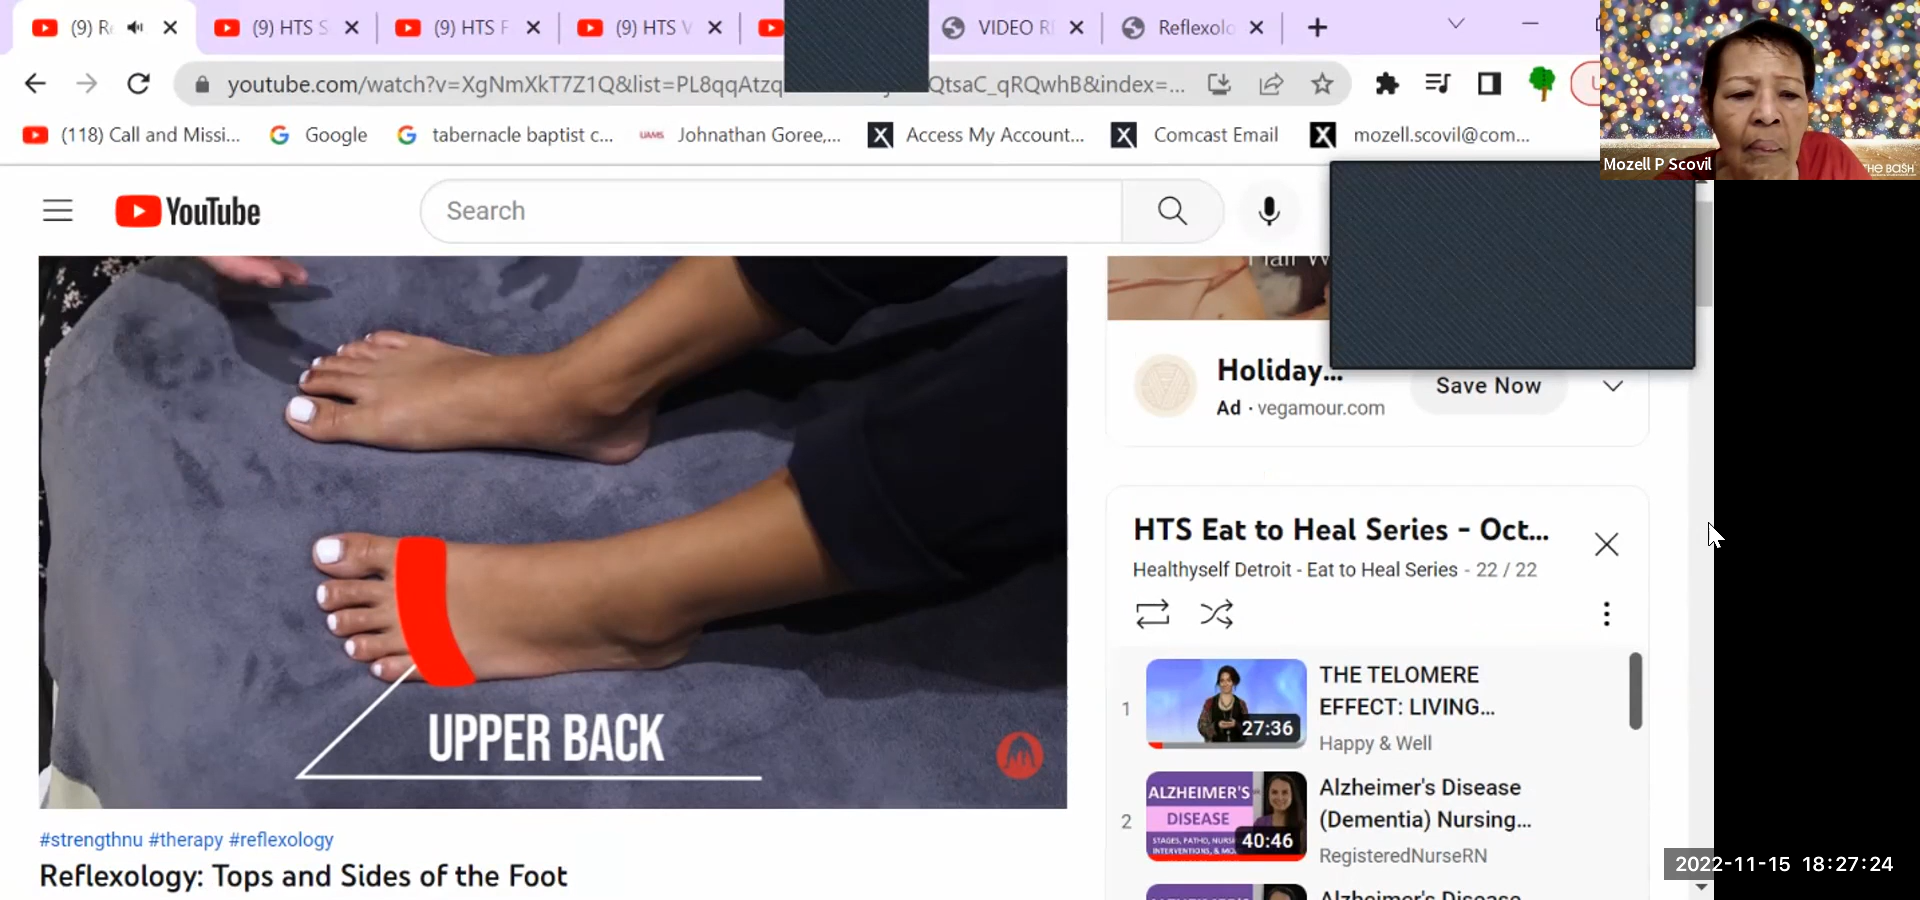 (9) R
(9) HTS S
(9) HTS F
(9) HTS V
VIDEO R
Reflexolo
youtube.com/watch?v=XgNmXkT7Z1Q&list=PL8qqAtzq
QtsaC_qRQwhB&index=...
(118) Call and Missi...
Google
tabernacle baptist c...
UAMS
Johnathan Goree,...
Access My Account...
Comcast Email
mozell.scovil@com...
Mozell P Scovil
THE BASH
YouTube
Search
Holiday...
Ad · vegamour.com
Save Now
UPPER BACK
HTS Eat to Heal Series - Oct...
Healthyself Detroit - Eat to Heal Series - 22 / 22
1
27:36
THE TELOMERE
EFFECT: LIVING...
Happy & Well
2
ALZHEIMER'S
DISEASE
40:46
Alzheimer's Disease
(Dementia) Nursing...
RegisteredNurseRN
Alzheimer's Disease
#strengthnu #therapy #reflexology
Reflexology: Tops and Sides of the Foot
2022-11-15 18:27:24